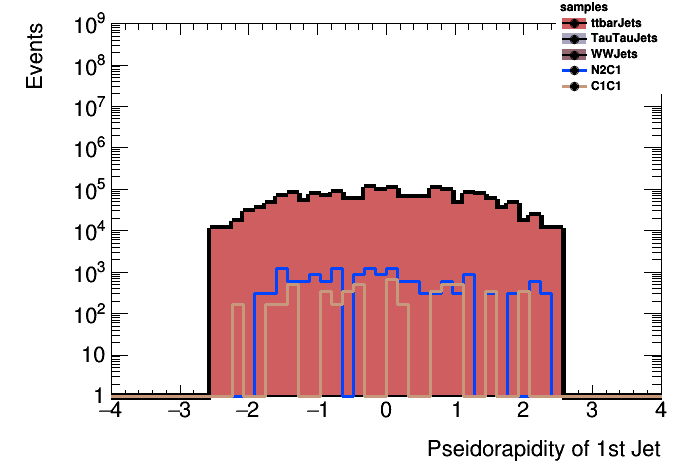 samples
ttbarJets
TauTauJets
WWJets
N2C1
C1C1
Events
10^9
10^8
10^7
10^6
10^5
10^4
10^3
10^2
10
1
−4 −3 −2 −1 0 1 2 3 4
Pseidorapidity of 1st Jet